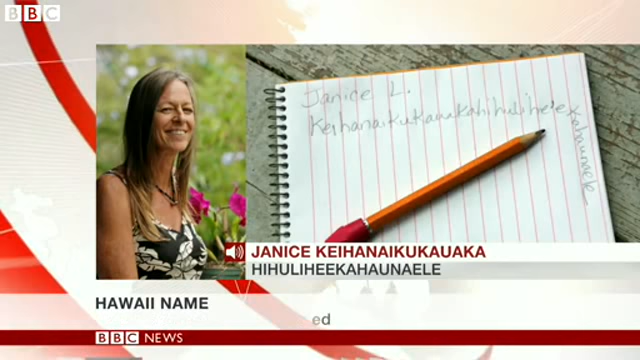 BBC
Janice L.
Keihanaikukauakahihuliheekahaunaele
JANICE KEIHANAIKUKAUAKA
HIHULIHEEKAHAUNAELE
HAWAII NAME
ed
BBC NEWS